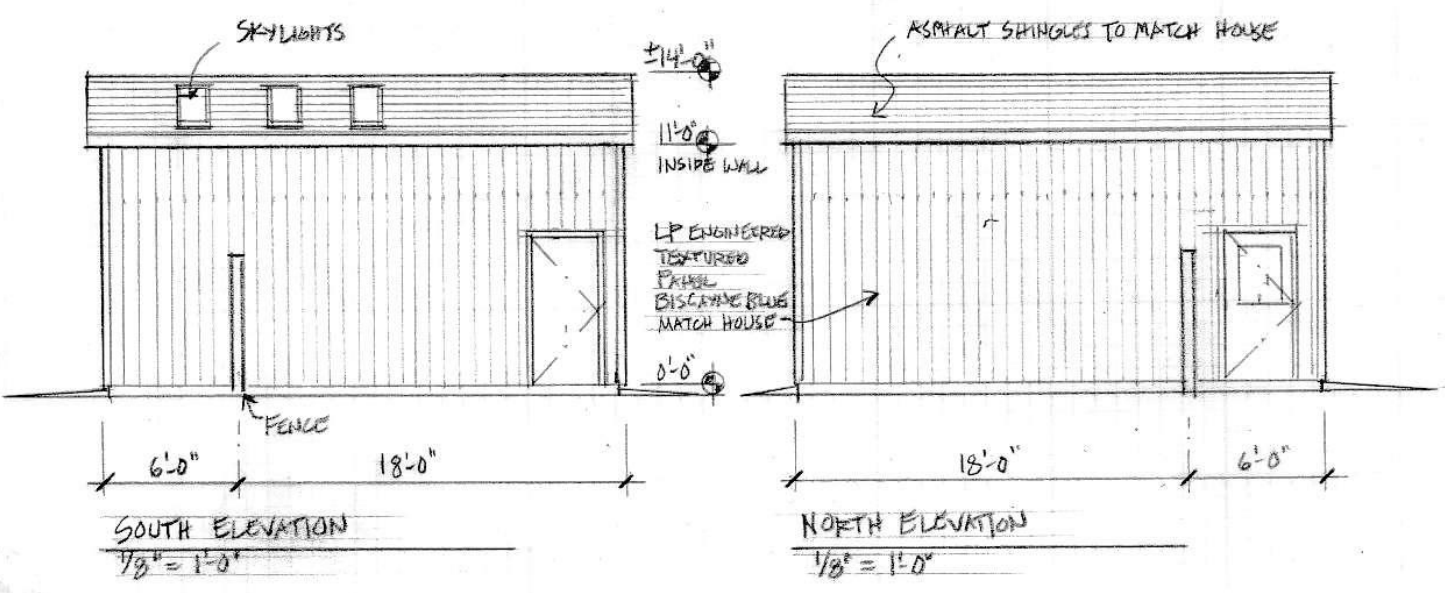 SKYLIGHTS
ASPHALT SHINGLES TO MATCH HOUSE
±14'-0"
11'-0"
INSIDE WALL
LP ENGINEERED
TEXTURED
PANEL
BISCAYNE BLUE
MATCH HOUSE
0'-0"
FENCE
6'-0"
18'-0"
18'-0"
6'-0"
SOUTH ELEVATION
1/8" = 1'-0"
NORTH ELEVATION
1/8" = 1'-0"